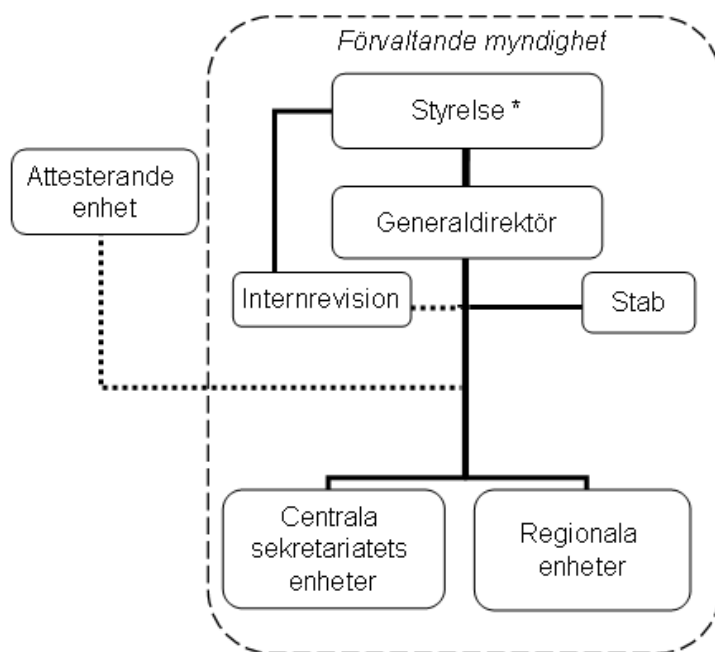 Förvaltande myndighet
Styrelse *
Attesterande
enhet
Generaldirektör
Internrevision
Stab
Centrala
sekretariatets
enheter
Regionala
enheter